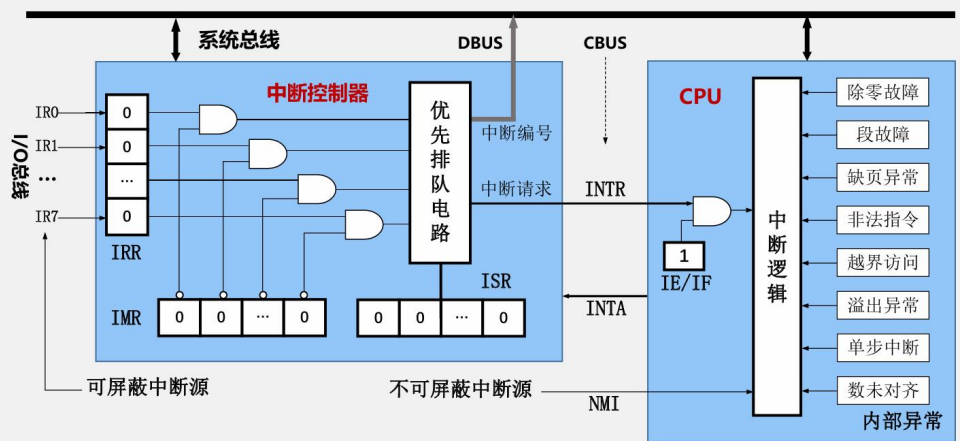 系统总线
DBUS
CBUS
中断控制器
CPU
I/O总线
IR0
IR1
...
IR7
0
0
...
0
IRR
优先排队电路
中断编号
中断请求
INTR
INTA
IMR
0
0
...
0
ISR
0
0
...
0
1
IE/IF
中断逻辑
除零故障
段故障
缺页异常
非法指令
越界访问
溢出异常
单步中断
数未对齐
内部异常
可屏蔽中断源
不可屏蔽中断源
NMI